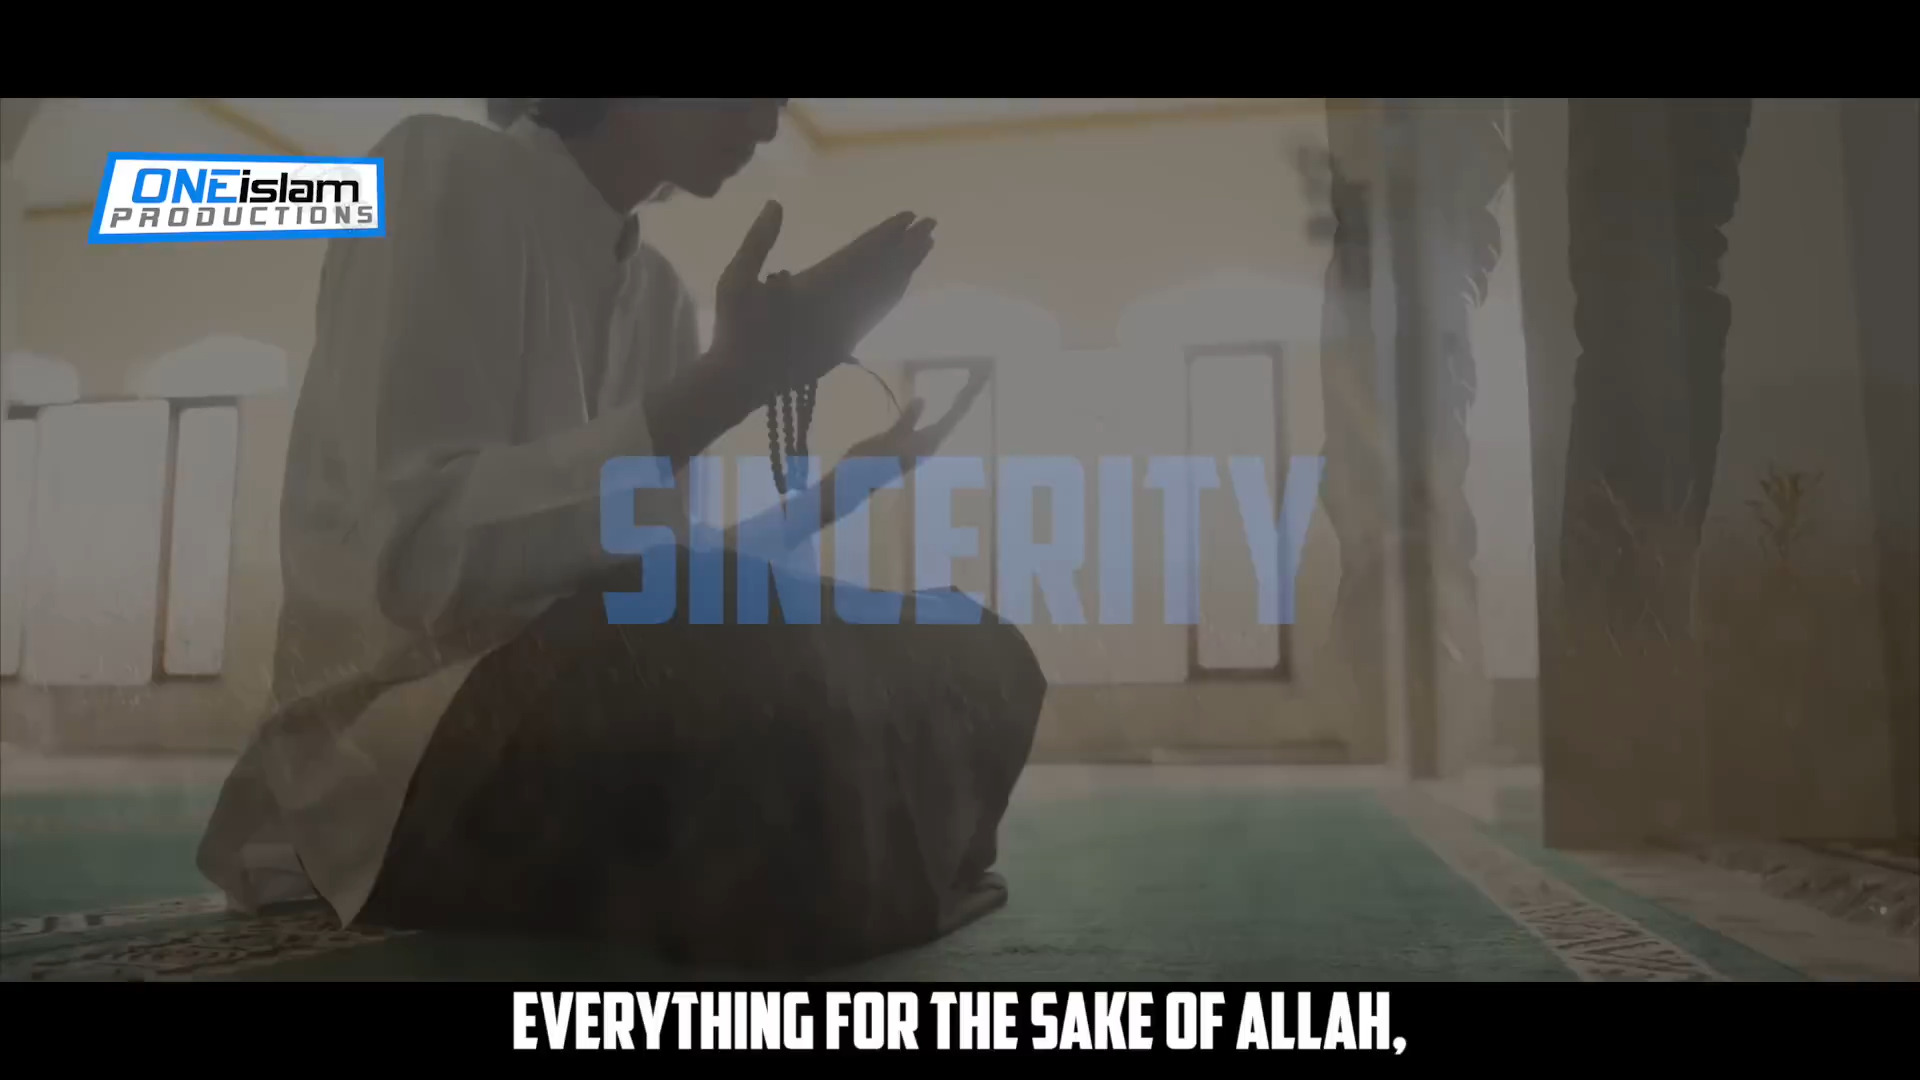 ONEislam
PRODUCTIONS
SINCERITY
EVERYTHING FOR THE SAKE OF ALLAH,